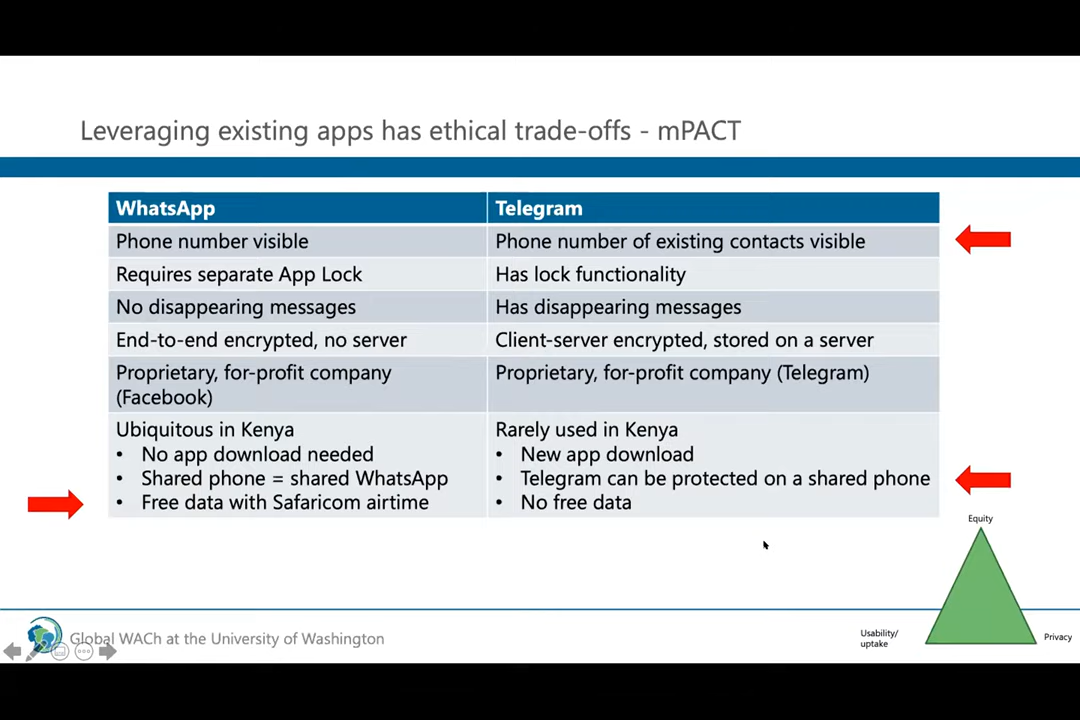 Leveraging existing apps has ethical trade-offs - mPACT
WhatsApp
Telegram
Phone number visible
Phone number of existing contacts visible
Requires separate App Lock
Has lock functionality
No disappearing messages
Has disappearing messages
End-to-end encrypted, no server
Client-server encrypted, stored on a server
Proprietary, for-profit company
(Facebook)
Proprietary, for-profit company (Telegram)
Ubiquitous in Kenya
• No app download needed
• Shared phone = shared WhatsApp
• Free data with Safaricom airtime
Rarely used in Kenya
• New app download
• Telegram can be protected on a shared phone
• No free data
Equity
Usability/
uptake
Privacy
Global WACh at the University of Washington